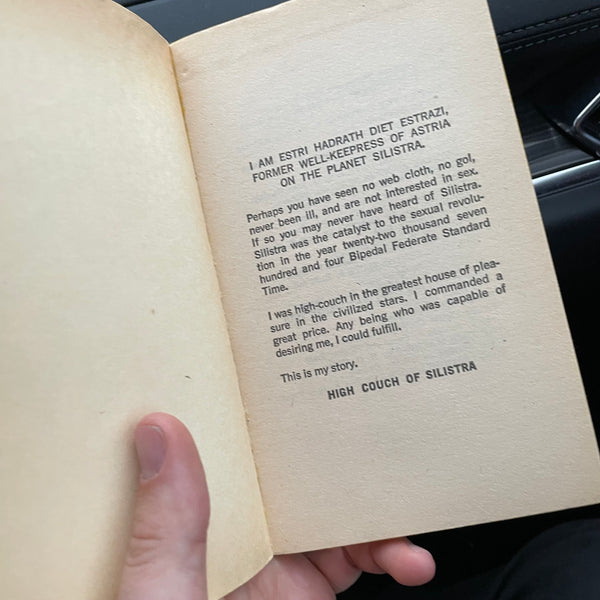 I AM ESTRI HADRATH DIET ESTRAZI,
FORMER WELL-KEEPRESS OF ASTRIA
ON THE PLANET SILISTRA.
Perhaps you have seen no web cloth, no gol,
never been ill, and are not interested in sex.
If so you may never have heard of Silistra.
Silistra was the catalyst to the sexual revolu-
tion in the year twenty-two thousand seven
hundred and four Bipedal Federate Standard
Time.
I was high-couch in the greatest house of plea-
sure in the civilized stars. I commanded a
great price. Any being who was capable of
desiring me, I could fulfill.
This is my story.
HIGH COUCH OF SILISTRA